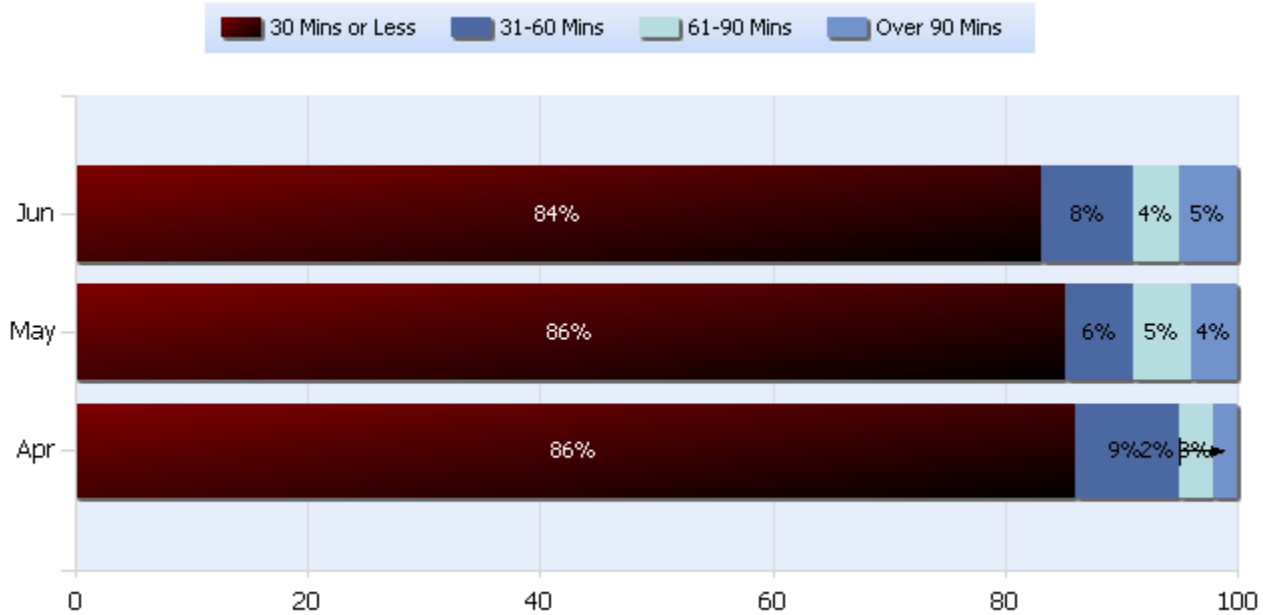 30 Mins or Less 31-60 Mins 61-90 Mins Over 90 Mins
Jun 84% 8% 4% 5%
May 86% 6% 5% 4%
Apr 86% 9% 2% 3%
0 20 40 60 80 100